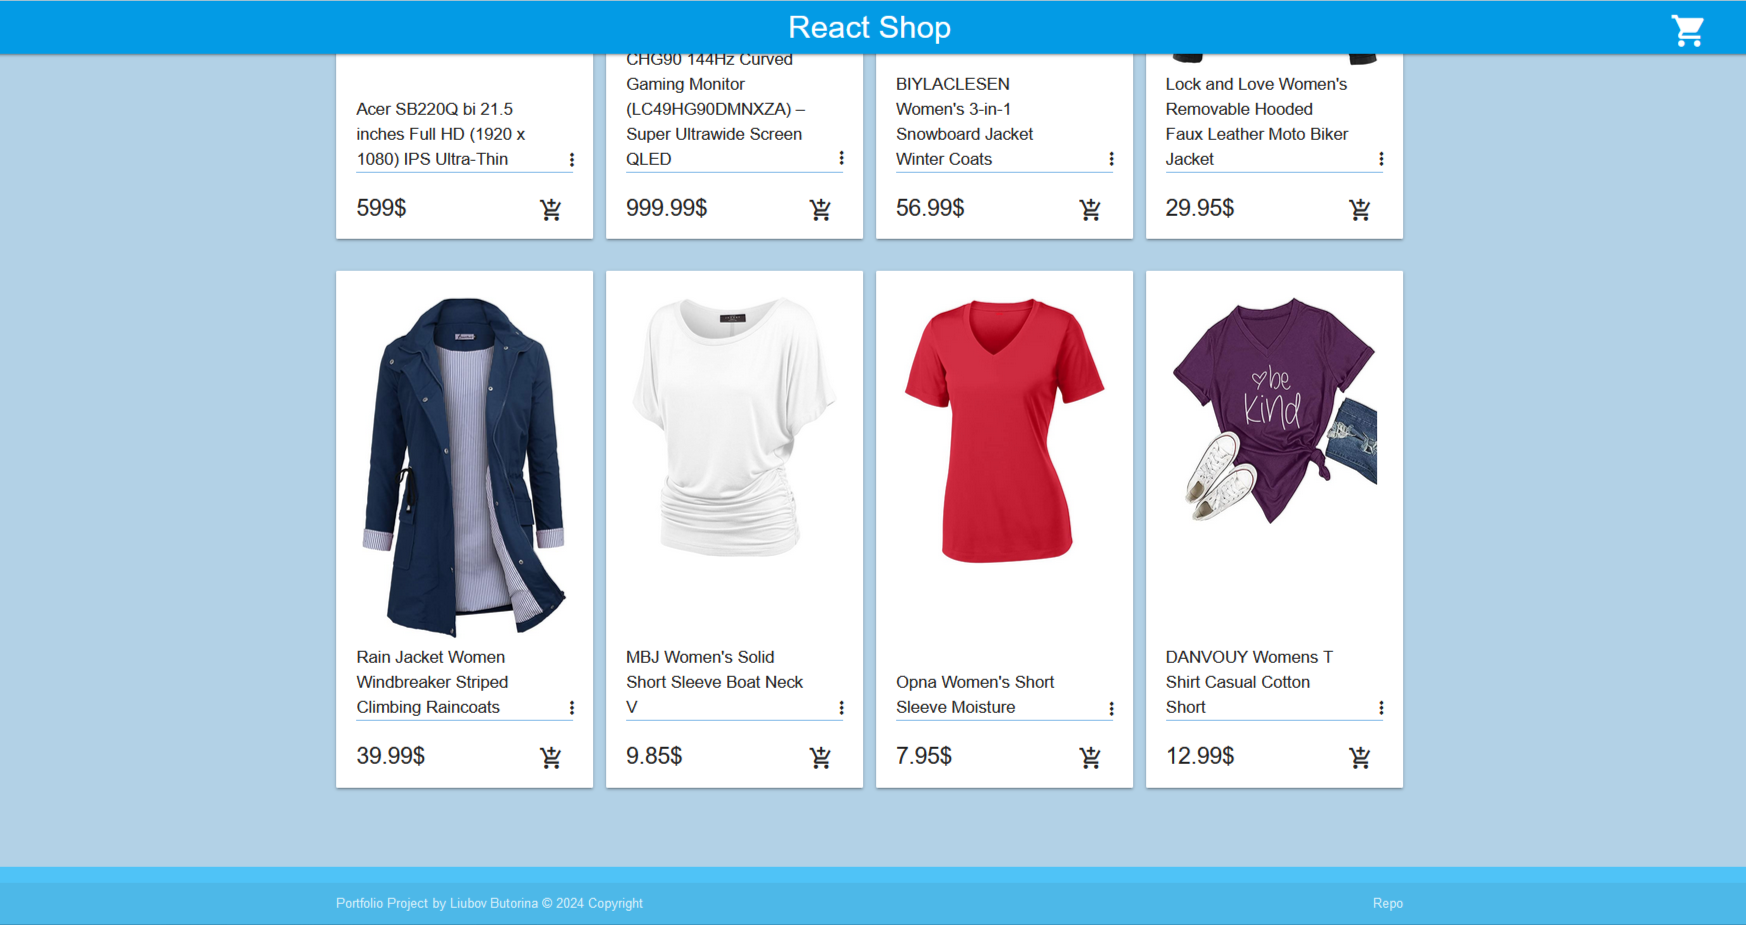 React Shop
Acer SB220Q bi 21.5
inches Full HD (1920 x
1080) IPS Ultra-Thin
599$
CHG90 144Hz Curved
Gaming Monitor
(LC49HG90DMNXZA) –
Super Ultrawide Screen
QLED
999.99$
BIYLACLESEN
Women's 3-in-1
Snowboard Jacket
Winter Coats
56.99$
Lock and Love Women's
Removable Hooded
Faux Leather Moto Biker
Jacket
29.95$
Rain Jacket Women
Windbreaker Striped
Climbing Raincoats
39.99$
MBJ Women's Solid
Short Sleeve Boat Neck
V
9.85$
Opna Women's Short
Sleeve Moisture
7.95$
be
kind
DANVOUY Womens T
Shirt Casual Cotton
Short
12.99$
Portfolio Project by Liubov Butorina © 2024 Copyright
Repo